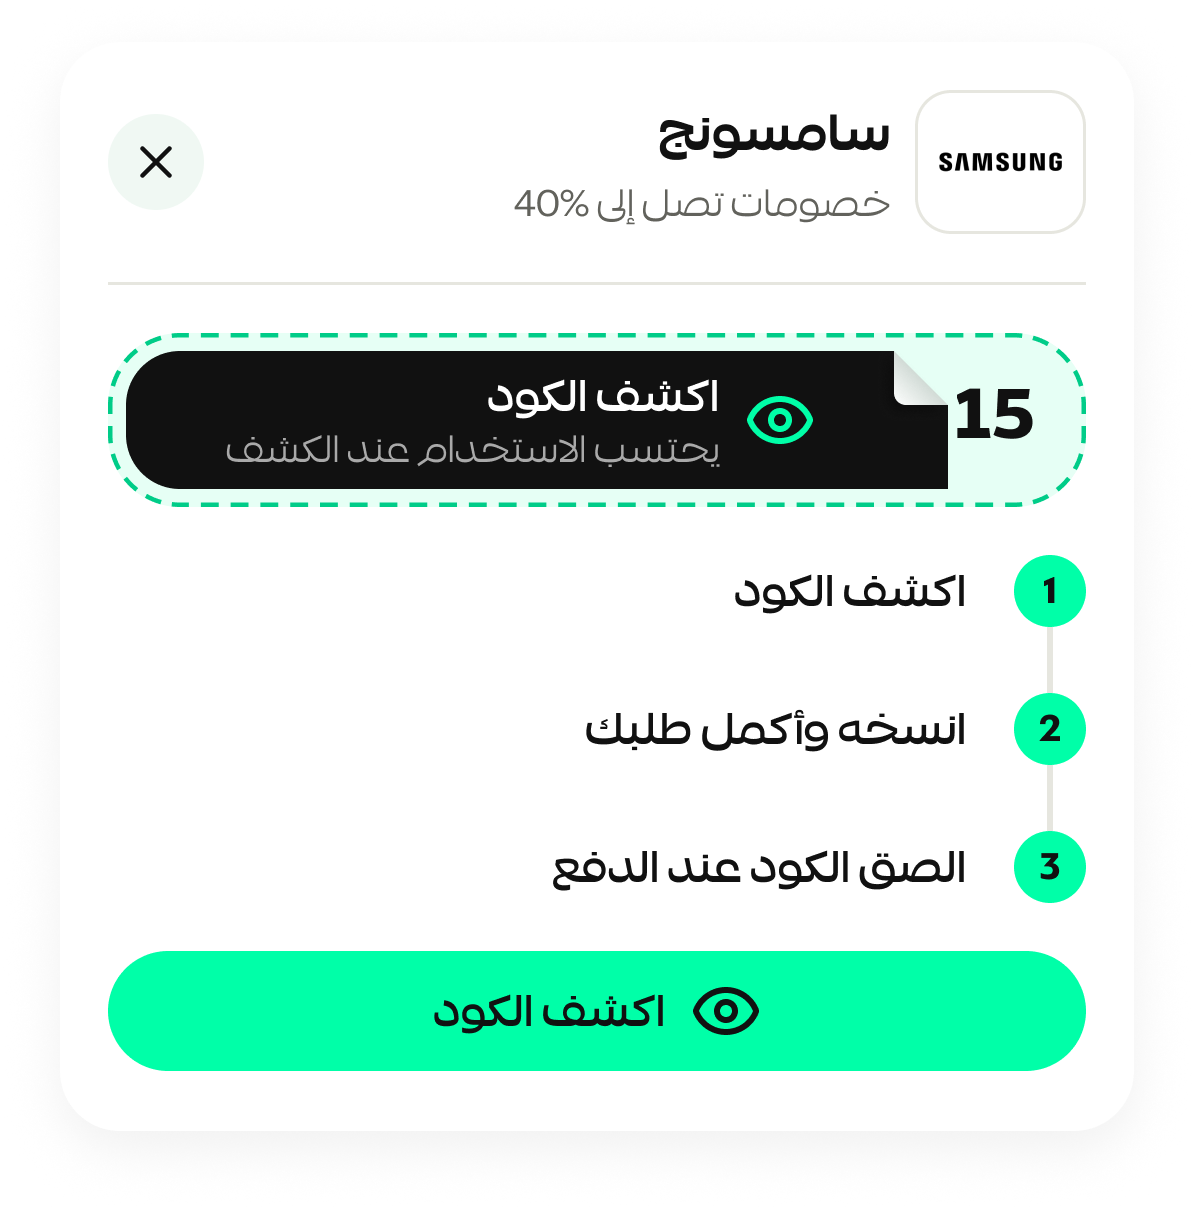 SAMSUNG
سامسونج
خصومات تصل إلى 40%
15
اكشف الكود
يحتسب الاستخدام عند الكشف
1
اكشف الكود
2
انسخه وأكمل طلبك
3
الصق الكود عند الدفع
اكشف الكود